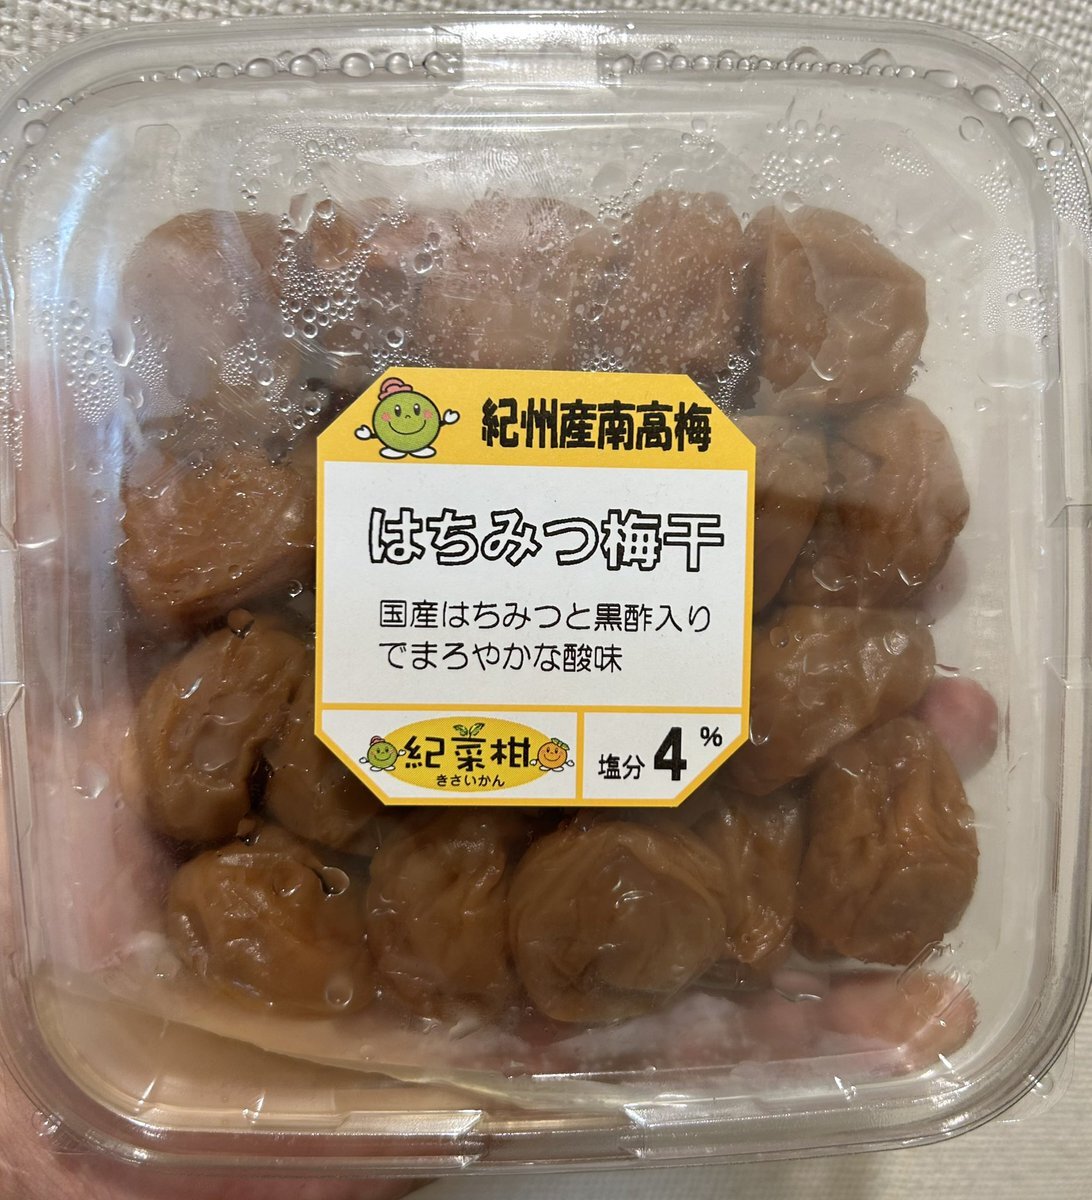 紀州産南高梅
はちみつ梅干
国産はちみつと黒酢入り
でまろやかな酸味
紀菜柑
きさいかん
塩分4%